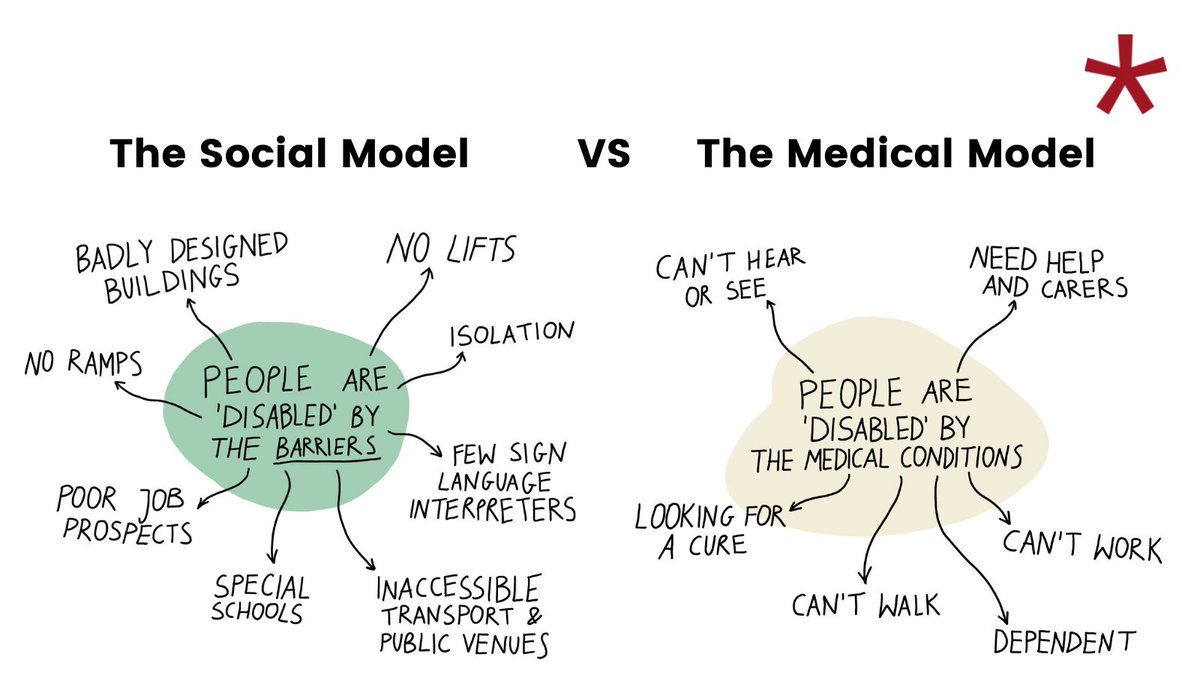 The Social Model
VS
The Medical Model
BADLY DESIGNED
BUILDINGS
NO LIFTS
ISOLATION
NO RAMPS
PEOPLE ARE
'DISABLED' BY
THE BARRIERS
FEW SIGN
LANGUAGE
INTERPRETERS
POOR JOB
PROSPECTS
SPECIAL
SCHOOLS
INACCESSIBLE
TRANSPORT &
PUBLIC VENUES
CAN'T HEAR
OR SEE
NEED HELP
AND CARERS
PEOPLE ARE
'DISABLED' BY
THE MEDICAL CONDITIONS
LOOKING FOR
A CURE
CAN'T WALK
CAN'T WORK
DEPENDENT